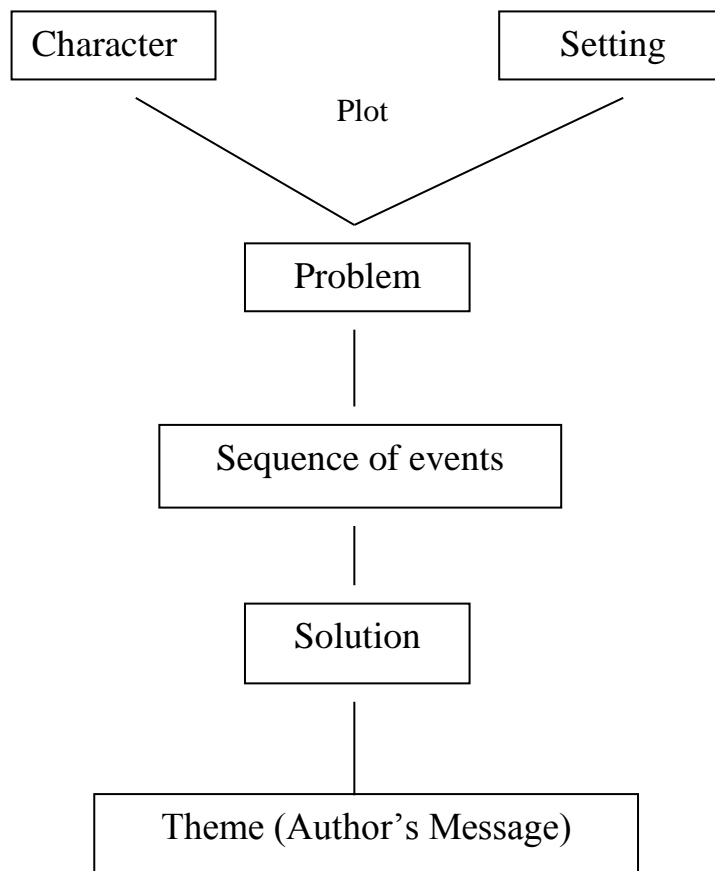 Character
Setting
Plot
Problem
Sequence of events
Solution
Theme (Author’s Message)